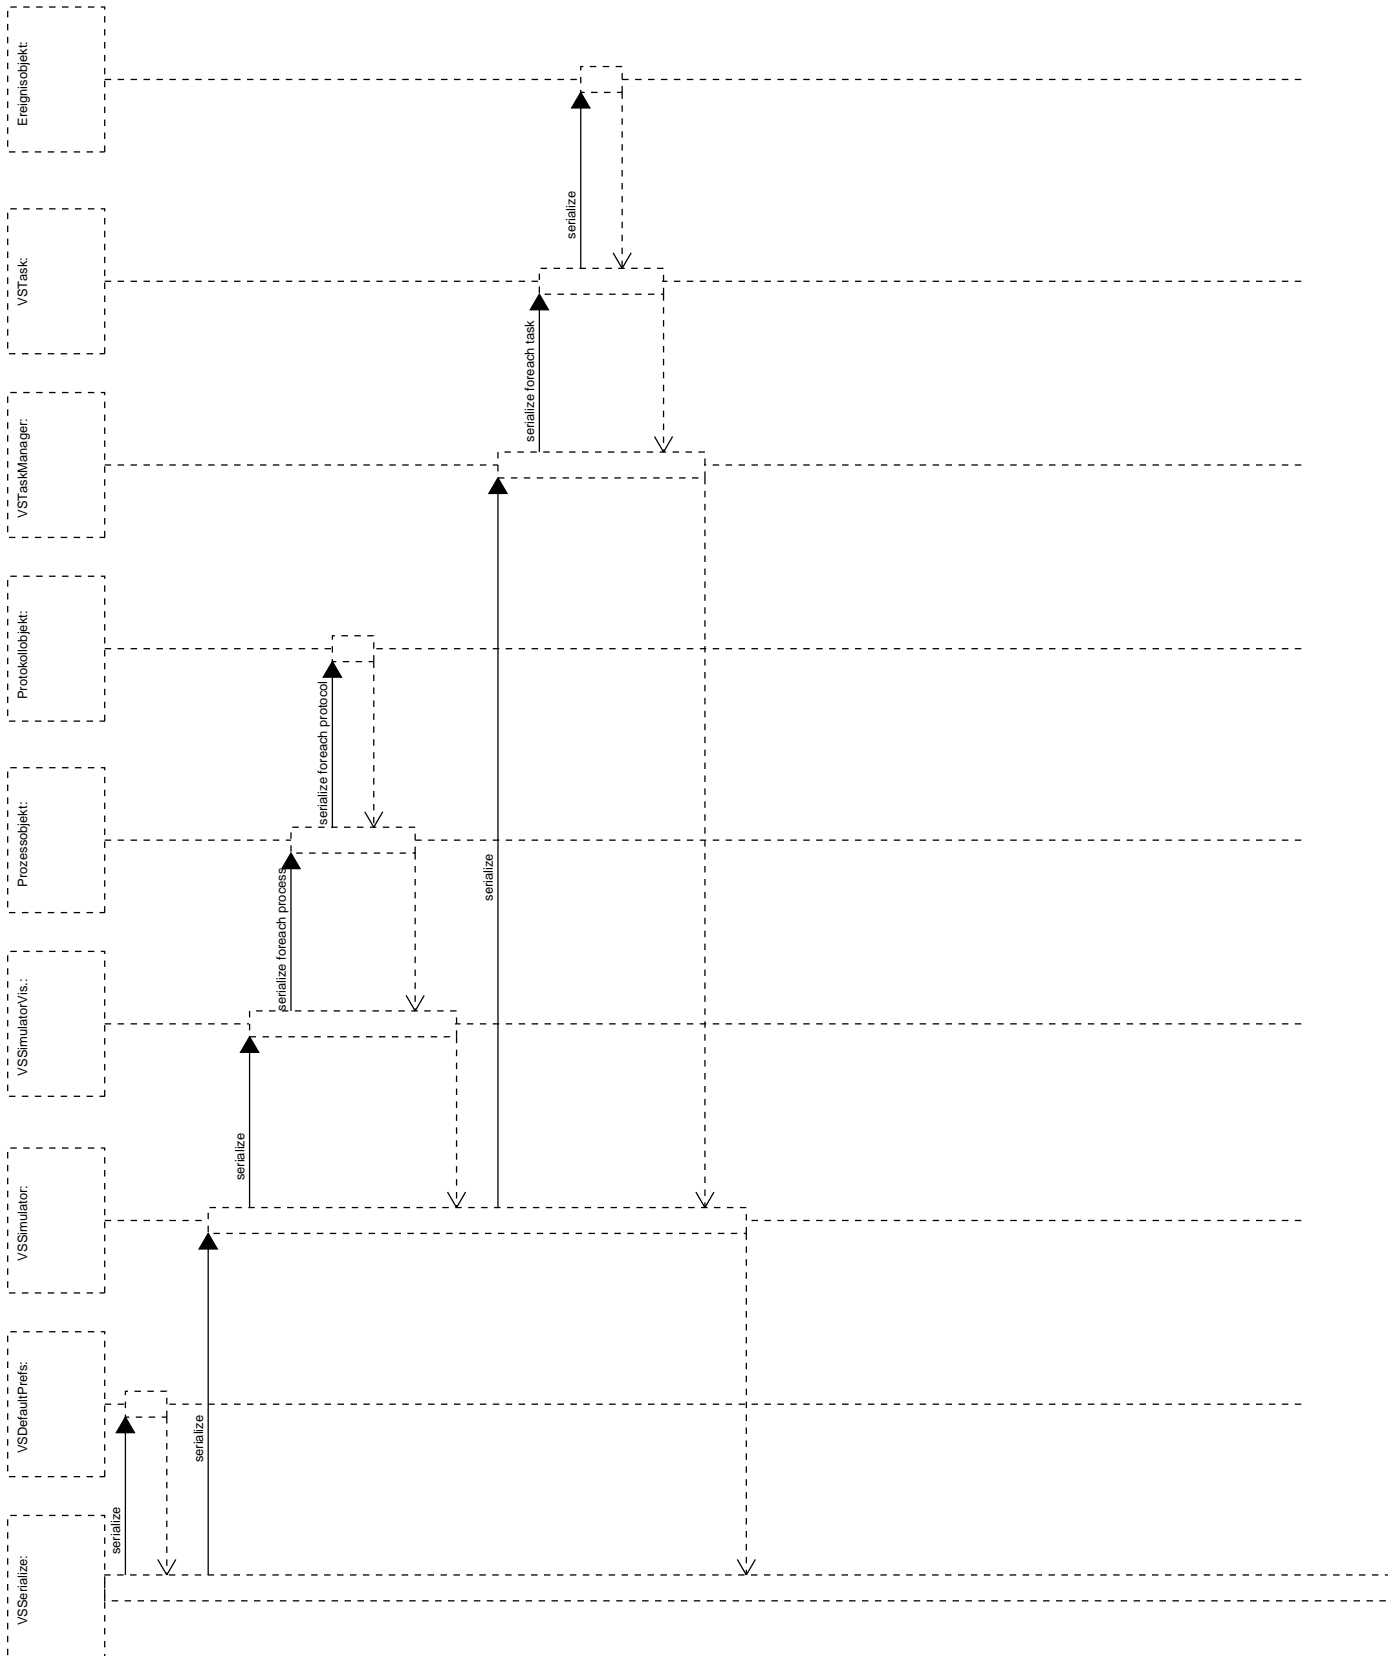 VSSerialize:
VSDefaultPrefs:
VSSimulator:
VSSimulatorVis.:
Prozessobjekt:
Protokollobjekt:
VSTaskManager:
VSTask:
Ereignisobjekt:
serialize
serialize
serialize
serialize foreach process
serialize foreach protocol
serialize
serialize foreach task
serialize